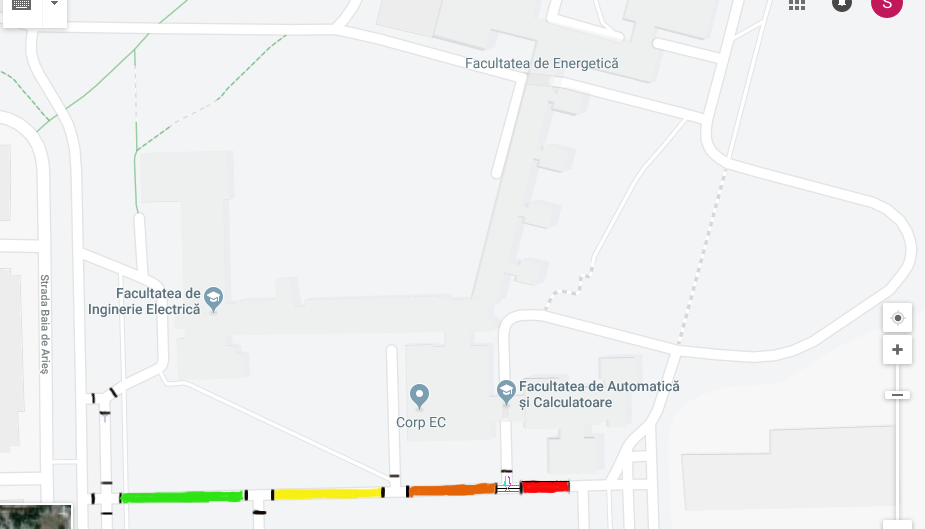 S
Facultatea de Energetică
Strada Baia de Arieș
Facultatea de
Inginerie Electrică
Facultatea de Automatică
și Calculatoare
Corp EC